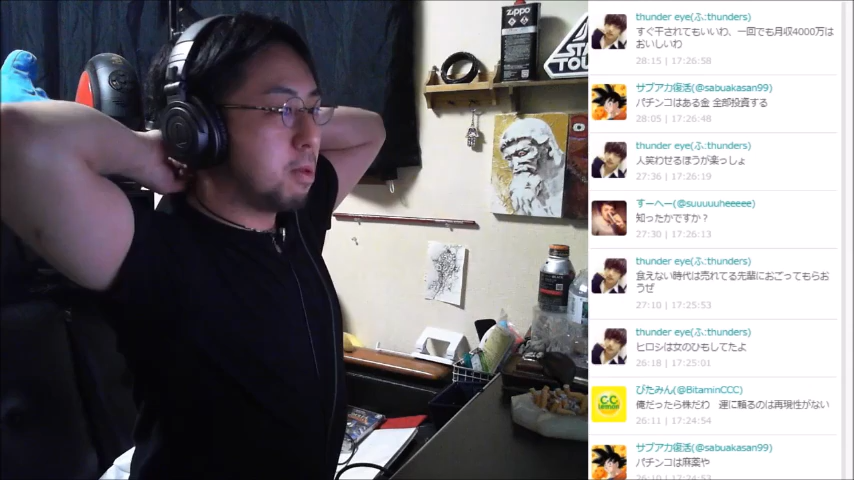 zippo
STA
TOU
thunder eye(ふ:thunders)
すぐ干されてもいいわ、一回でも月収4000万は
おいしいわ
28:15 | 17:26:58
サブアカ復活(@sabuakasan99)
パチンコはある金 全部投資する
28:05 | 17:26:48
thunder eye(ふ:thunders)
人笑わせるほうが楽っしょ
27:36 | 17:26:19
すーへー(@suuuuuheeeee)
知ったかですか？
27:30 | 17:26:13
thunder eye(ふ:thunders)
食えない時代は売れてる先輩におごってもらお
うぜ
27:10 | 17:25:53
thunder eye(ふ:thunders)
ヒロシは女のひもしてたよ
26:18 | 17:25:01
びたみん(@BitaminCCC)
俺だったら株だわ　運に頼るのは再現性がない
26:11 | 17:24:54
サブアカ復活(@sabuakasan99)
パチンコは麻薬や
26:10 | 17:24:53